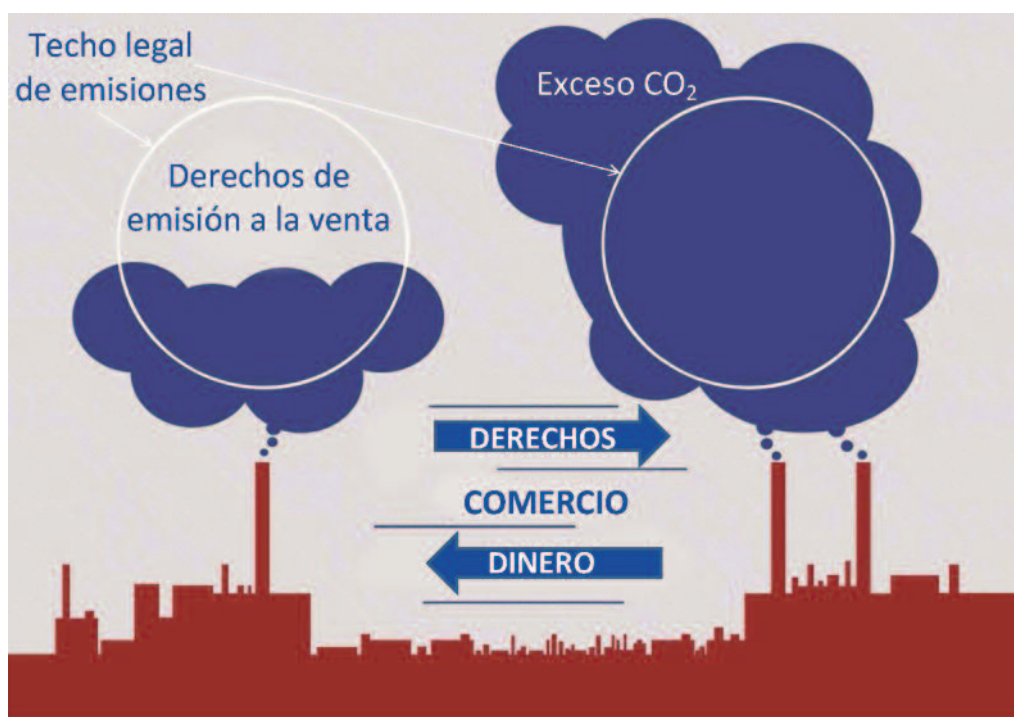 Techo legal
de emisiones
Exceso CO₂
Derechos de
emisión a la venta
DERECHOS
COMERCIO
DINERO